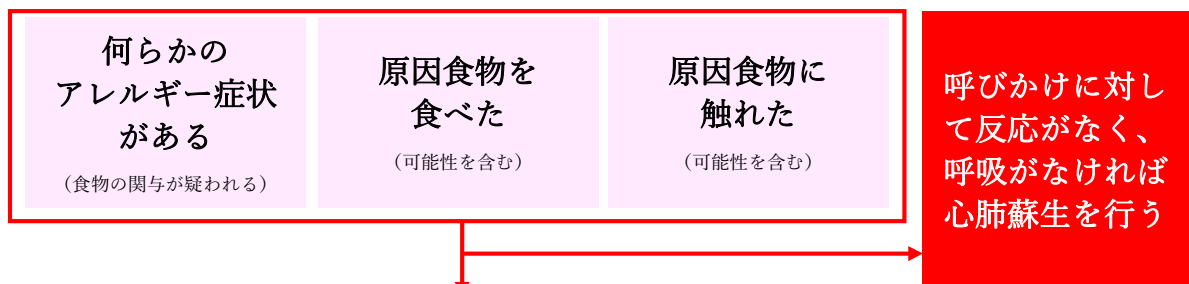 何らかの
アレルギー症状
がある
（食物の関与が疑われる）
原因食物を
食べた
（可能性を含む）
原因食物に
触れた
（可能性を含む）
呼びかけに対し
て反応がなく、
呼吸がなければ
心肺蘇生を行う